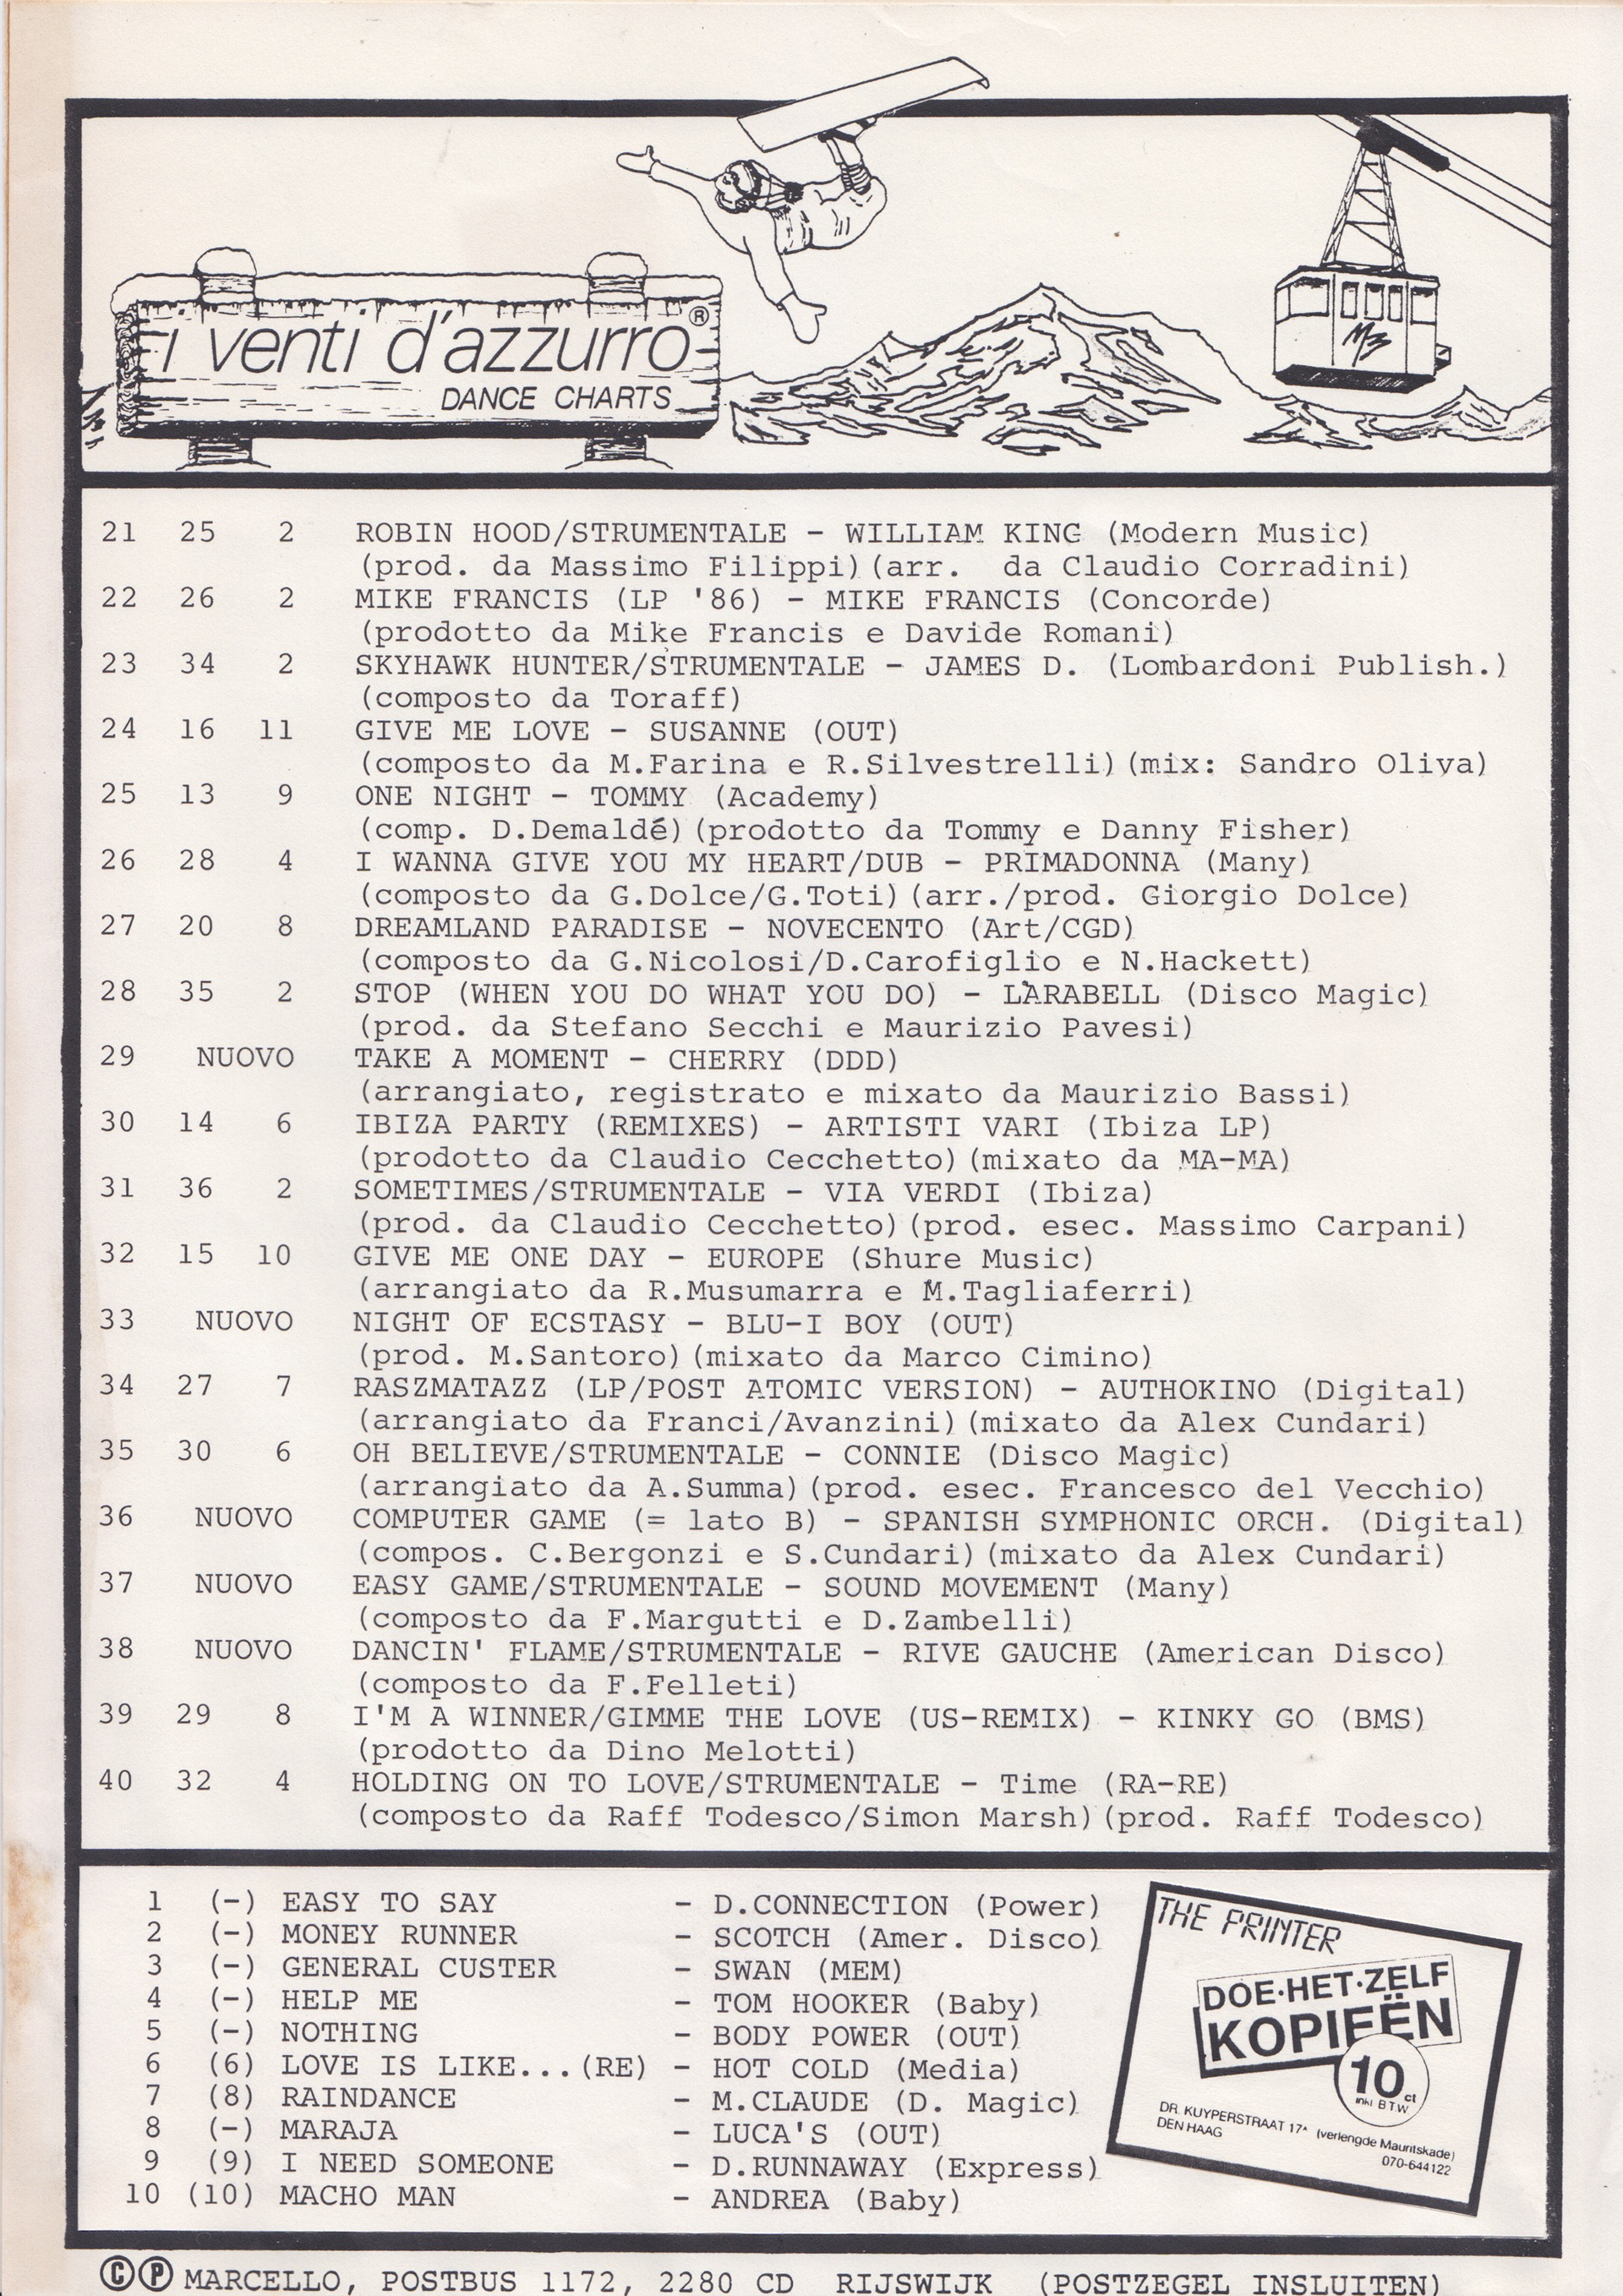 i venti d'azzurro®
DANCE CHARTS
21 25 2 ROBIN HOOD/STRUMENTALE - WILLIAM KING (Modern Music)
(prod. da Massimo Filippi)(arr. da Claudio Corradini)
22 26 2 MIKE FRANCIS (LP '86) - MIKE FRANCIS (Concorde)
(prodotto da Mike Francis e Davide Romani)
23 34 2 SKYHAWK HUNTER/STRUMENTALE - JAMES D. (Lombardoni Publish.)
(composto da Toraff)
24 16 11 GIVE ME LOVE - SUSANNE (OUT)
(composto da M.Farina e R.Silvestrelli)(mix: Sandro Oliva)
25 13 9 ONE NIGHT - TOMMY (Academy)
(comp. D.Demaldé)(prodotto da Tommy e Danny Fisher)
26 28 4 I WANNA GIVE YOU MY HEART/DUB - PRIMADONNA (Many)
(composto da G.Dolce/G.Toti)(arr./prod. Giorgio Dolce)
27 20 8 DREAMLAND PARADISE - NOVECENTO (Art/CGD)
(composto da G.Nicolosi/D.Carofiglio e N.Hackett)
28 35 2 STOP (WHEN YOU DO WHAT YOU DO) - LARABELL (Disco Magic)
(prod. da Stefano Secchi e Maurizio Pavesi)
29 NUOVO TAKE A MOMENT - CHERRY (DDD)
(arrangiato, registrato e mixato da Maurizio Bassi)
30 14 6 IBIZA PARTY (REMIXES) - ARTISTI VARI (Ibiza LP)
(prodotto da Claudio Cecchetto)(mixato da MA-MA)
31 36 2 SOMETIMES/STRUMENTALE - VIA VERDI (Ibiza)
(prod. da Claudio Cecchetto)(prod. esec. Massimo Carpani)
32 15 10 GIVE ME ONE DAY - EUROPE (Shure Music)
(arrangiato da R.Musumarra e M.Tagliaferri)
33 NUOVO NIGHT OF ECSTASY - BLU-I BOY (OUT)
(prod. M.Santoro)(mixato da Marco Cimino)
34 27 7 RASZMATAZZ (LP/POST ATOMIC VERSION) - AUTHOKINO (Digital)
(arrangiato da Franci/Avanzini)(mixato da Alex Cundari)
35 30 6 OH BELIEVE/STRUMENTALE - CONNIE (Disco Magic)
(arrangiato da A.Summa)(prod. esec. Francesco del Vecchio)
36 NUOVO COMPUTER GAME (= lato B) - SPANISH SYMPHONIC ORCH. (Digital)
(compos. C.Bergonzi e S.Cundari)(mixato da Alex Cundari)
37 NUOVO EASY GAME/STRUMENTALE - SOUND MOVEMENT (Many)
(composto da F.Margutti e D.Zambelli)
38 NUOVO DANCIN' FLAME/STRUMENTALE - RIVE GAUCHE (American Disco)
(composto da F.Felleti)
39 29 8 I'M A WINNER/GIMME THE LOVE (US-REMIX) - KINKY GO (BMS)
(prodotto da Dino Melotti)
40 32 4 HOLDING ON TO LOVE/STRUMENTALE - Time (RA-RE)
(composto da Raff Todesco/Simon Marsh)(prod. Raff Todesco)
1 (-) EASY TO SAY - D.CONNECTION (Power)
2 (-) MONEY RUNNER - SCOTCH (Amer. Disco)
3 (-) GENERAL CUSTER - SWAN (MEM)
4 (-) HELP ME - TOM HOOKER (Baby)
5 (-) NOTHING - BODY POWER (OUT)
6 (6) LOVE IS LIKE...(RE) - HOT COLD (Media)
7 (8) RAINDANCE - M.CLAUDE (D. Magic)
8 (-) MARAJA - LUCA'S (OUT)
9 (9) I NEED SOMEONE - D.RUNNAWAY (Express)
10 (10) MACHO MAN - ANDREA (Baby)
THE PRINTER
DOE·HET·ZELF
KOPIEËN
10 ct
inkl BTW
DR. KUYPERSTRAAT 17A (verlengde Mauritskade)
DEN HAAG
070-644122
©℗ MARCELLO, POSTBUS 1172, 2280 CD RIJSWIJK (POSTZEGEL INSLUITEN)